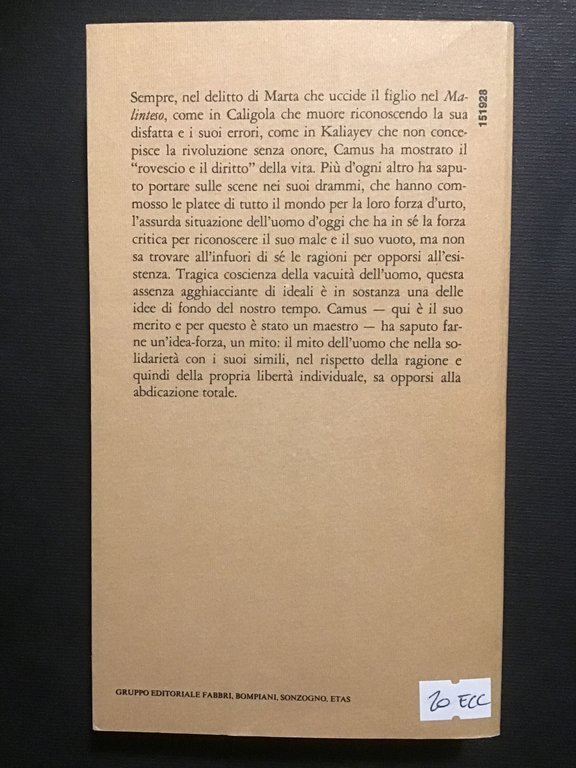 Sempre, nel delitto di Marta che uccide il figlio nel Ma-
linteso, come in Caligola che muore riconoscendo la sua
disfatta e i suoi errori, come in Kaliayev che non conce-
pisce la rivoluzione senza onore, Camus ha mostrato il
“rovescio e il diritto” della vita. Più d'ogni altro ha sapu-
to portare sulle scene nei suoi drammi, che hanno com-
mosso le platee di tutto il mondo per la loro forza d'urto,
l'assurda situazione dell'uomo d'oggi che ha in sé la forza
critica per riconoscere il suo male e il suo vuoto, ma non
sa trovare all'infuori di sé le ragioni per opporsi all'esi-
stenza. Tragica coscienza della vacuità dell'uomo, questa
assenza agghiacciante di ideali è in sostanza una delle
idee di fondo del nostro tempo. Camus — qui è il suo
merito e per questo è stato un maestro — ha saputo far-
ne un'idea-forza, un mito: il mito dell'uomo che nella so-
lidarietà con i suoi simili, nel rispetto della ragione e
quindi della propria libertà individuale, sa opporsi alla
abdicazione totale.
151928
GRUPPO EDITORIALE FABBRI, BOMPIANI, SONZOGNO, ETAS
20 ECC